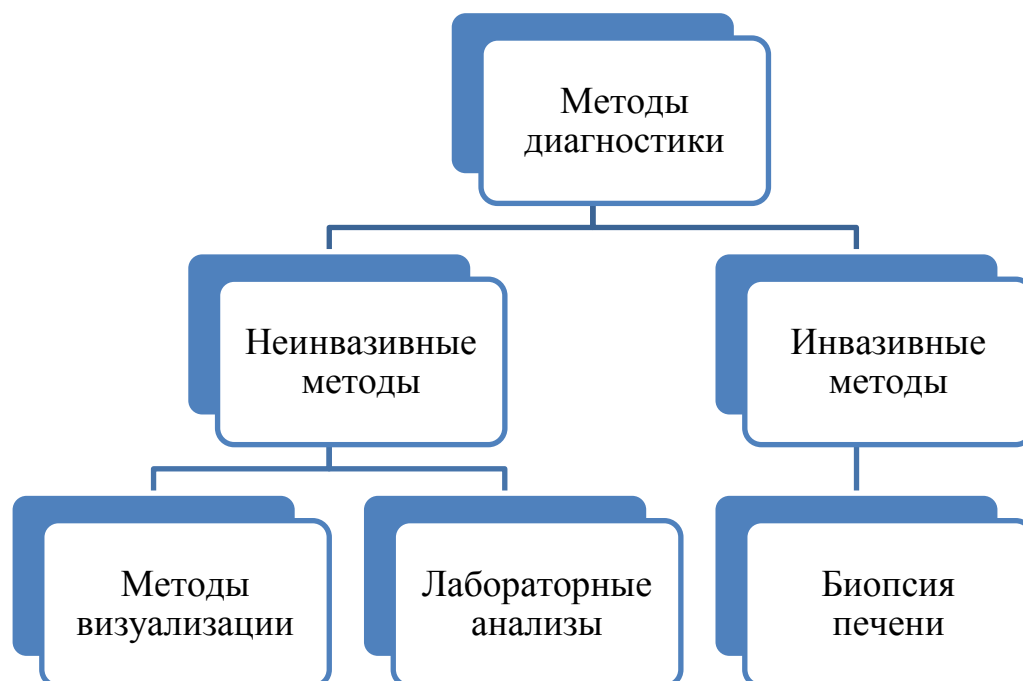 Методы
диагностики
Неинвазивные
методы
Инвазивные
методы
Методы
визуализации
Лабораторные
анализы
Биопсия
печени